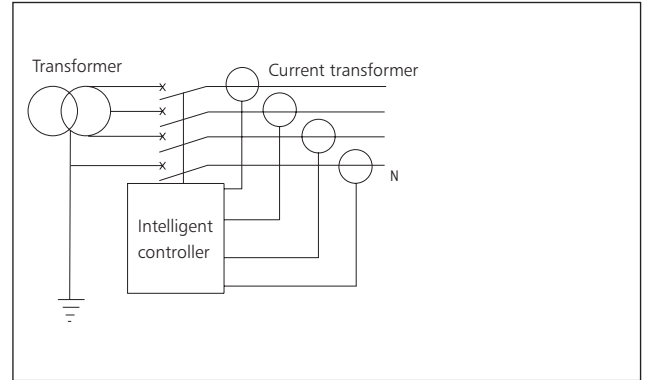 Transformer
Current transformer
N
Intelligent
controller